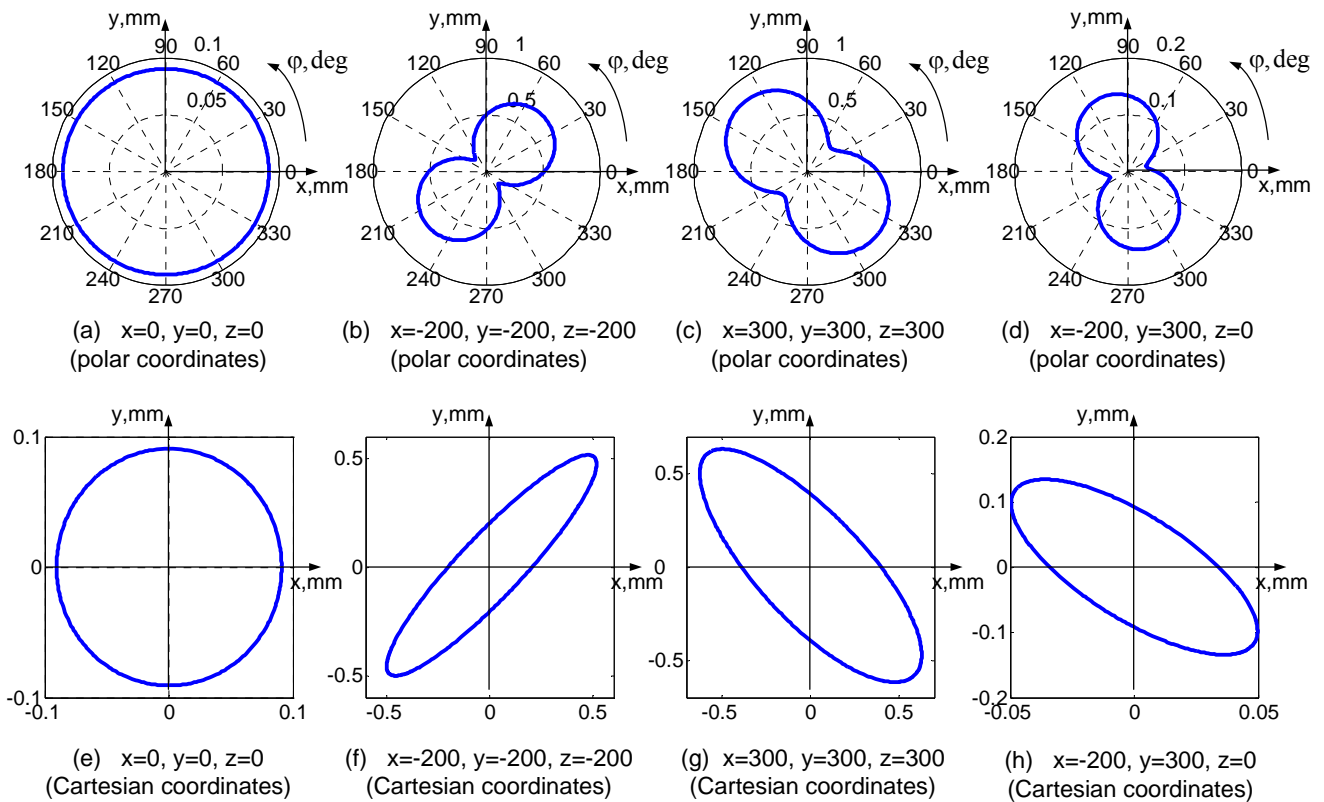 y,mm y,mm y,mm y,mm
90 0.1 90 1 90 1 90 0.2
120 60 φ,deg 120 60 φ,deg 120 60 φ,deg 120 60 φ,deg
150 0.05 30 150 0.5 30 150 0.5 30 150 0.1 30
180 0 180 0 180 0 180 0
x,mm x,mm x,mm x,mm
210 330 210 330 210 330 210 330
240 300 240 300 240 300 240 300
270 270 270 270
(a) x=0, y=0, z=0 (b) x=-200, y=-200, z=-200 (c) x=300, y=300, z=300 (d) x=-200, y=300, z=0
(polar coordinates) (polar coordinates) (polar coordinates) (polar coordinates)
y,mm y,mm y,mm y,mm
0.1 0.5 0.5 0.2
0.1
0 x,mm 0 x,mm 0 x,mm 0 x,mm
-0.5 -0.5 -0.1
-0.1 -0.2
-0.1 0 0.1 -0.5 0 0.5 -0.5 0 0.5 -0.05 0 0.05
(e) x=0, y=0, z=0 (f) x=-200, y=-200, z=-200 (g) x=300, y=300, z=300 (h) x=-200, y=300, z=0
(Cartesian coordinates) (Cartesian coordinates) (Cartesian coordinates) (Cartesian coordinates)